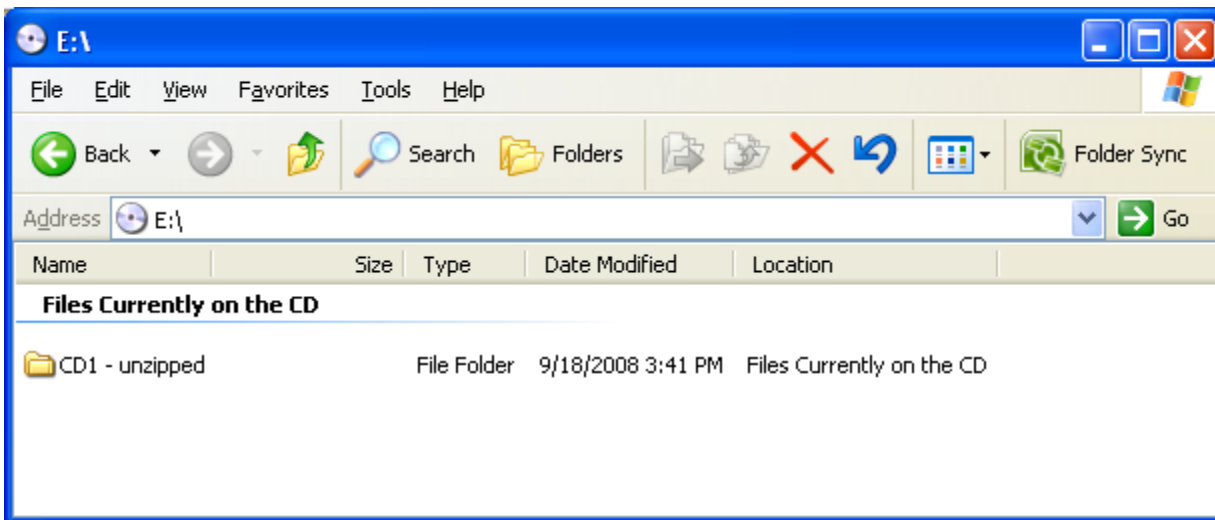 E:\
File Edit View Favorites Tools Help
Back Search Folders Folder Sync
Address E:\ Go
Name Size Type Date Modified Location
Files Currently on the CD
CD1 - unzipped File Folder 9/18/2008 3:41 PM Files Currently on the CD